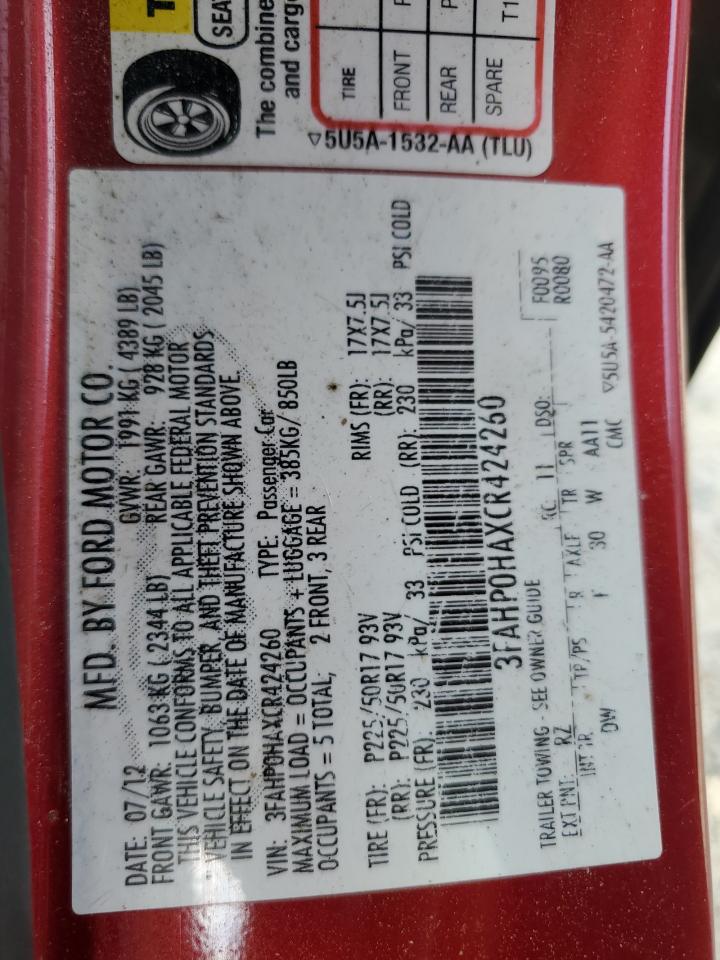 T
SEAT
The combine
and cargo
TIRE
FRONT
REAR
SPARE T1
▽5U5A-1532-AA (TLU)
MFD. BY FORD MOTOR CO.
DATE: 07/12 GVWR: 1991 KG ( 4389 LB)
FRONT GAWR: 1063 KG ( 2344 LB) REAR GAWR: 928 KG ( 2045 LB)
THIS VEHICLE CONFORMS TO ALL APPLICABLE FEDERAL MOTOR
VEHICLE SAFETY, BUMPER, AND THEFT PREVENTION STANDARDS
IN EFFECT ON THE DATE OF MANUFACTURE SHOWN ABOVE.
VIN: 3FAHP0HAXCR424260 TYPE: Passenger Car
MAXIMUM LOAD = OCCUPANTS + LUGGAGE = 385KG/ 850LB
OCCUPANTS = 5 TOTAL; 2 FRONT, 3 REAR
TIRE (FR): P225/50R17 93V RIMS (FR): 17X7.5J
(RR): P225/50R17 93V (RR): 17X7.5J
PRESSURE (FR): 230 kPa/ 33 PSI COLD (RR): 230 kPa/ 33 PSI COLD
3FAHP0HAXCR424260
TRAILER TOWING - SEE OWNER GUIDE
EXT PNT: RZ RC 11 DSO: F0095
R0080
INT TR TP/PS R AXLE TR SPR
DW F 30 W AA11
CMC
▽5U5A-5420472-AA